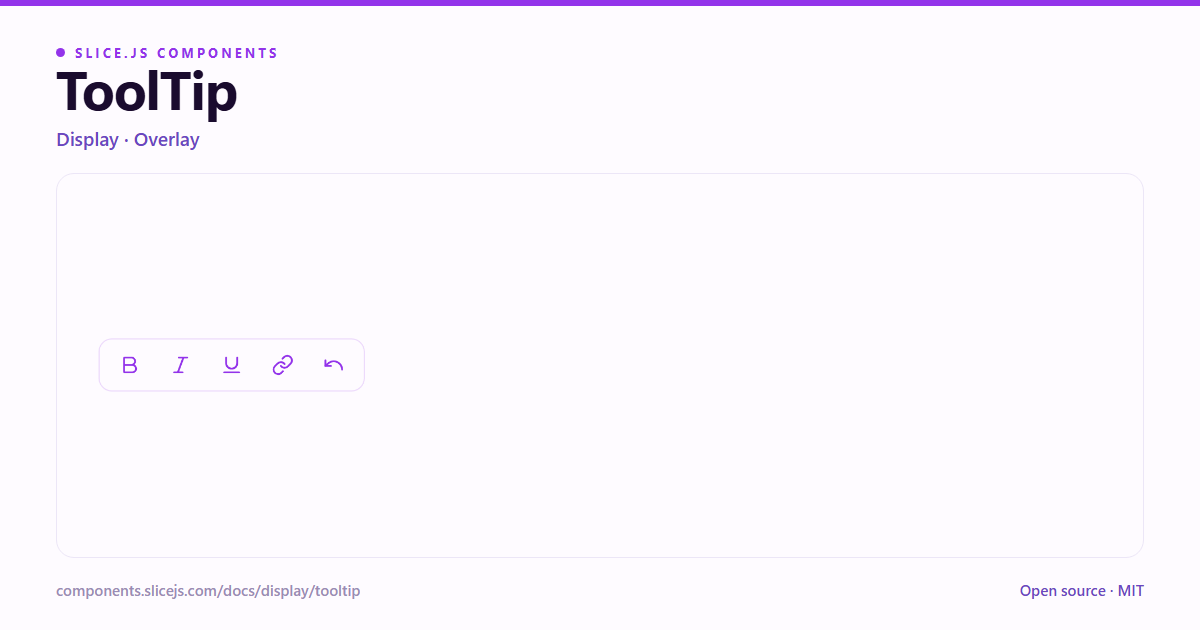 SLICE.JS COMPONENTS
ToolTip
Display · Overlay
components.slicejs.com/docs/display/tooltip
Open source · MIT